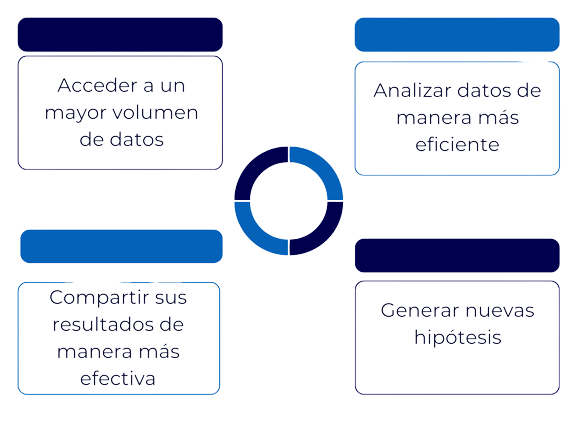 Acceder a un
mayor volumen
de datos
Analizar datos de
manera más
eficiente
Compartir sus
resultados de
manera más
efectiva
Generar nuevas
hipótesis